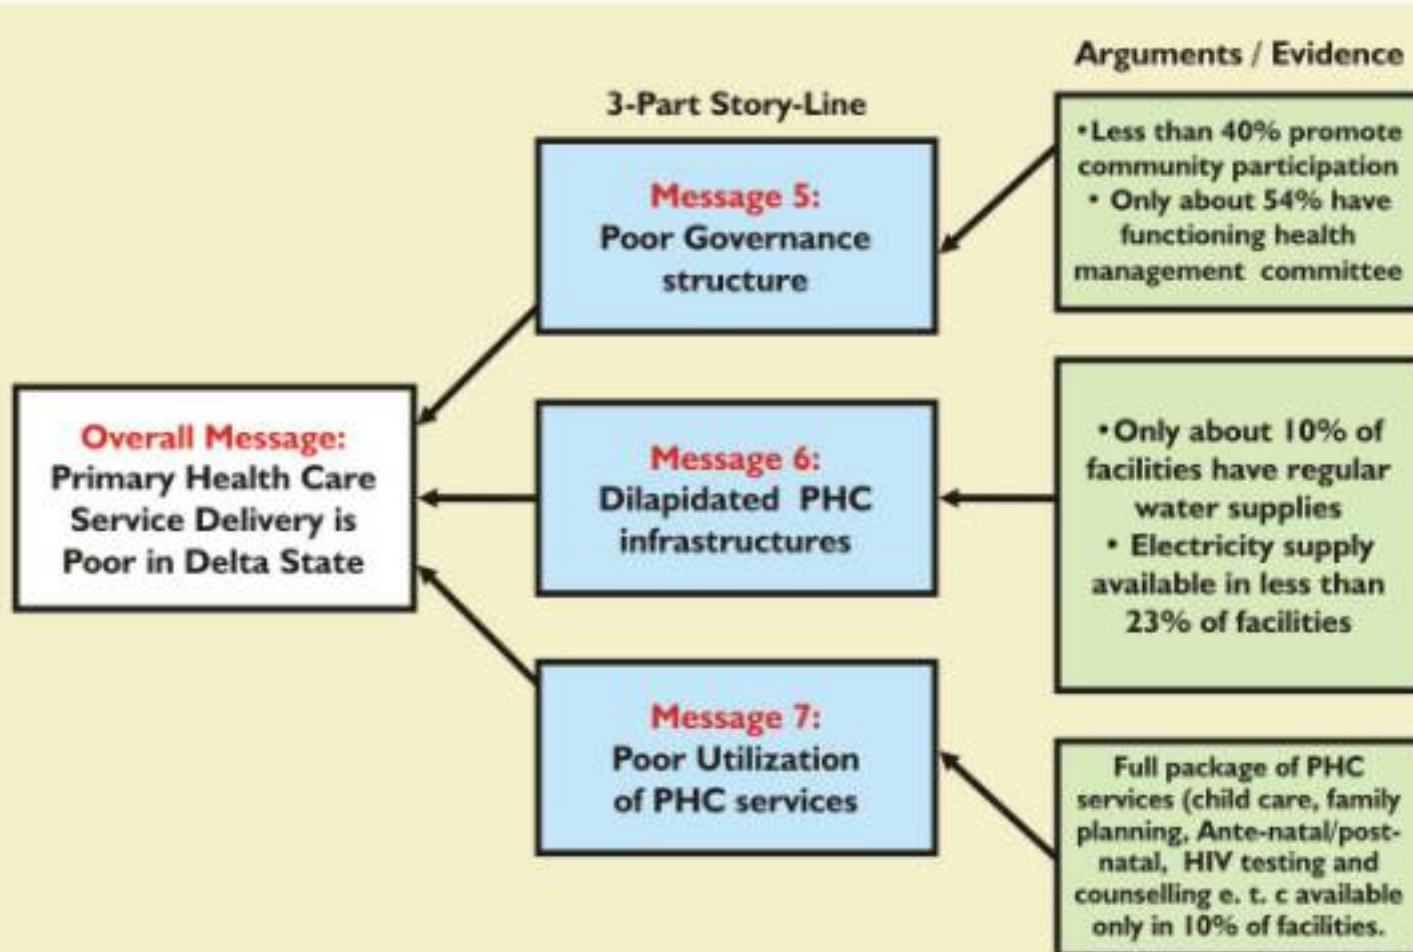 Arguments / Evidence
3-Part Story-Line
•Less than 40% promote
community participation
• Only about 54% have
functioning health
management committee
Message 5:
Poor Governance
structure
Overall Message:
Primary Health Care
Service Delivery is
Poor in Delta State
Message 6:
Dilapidated PHC
infrastructures
•Only about 10% of
facilities have regular
water supplies
• Electricity supply
available in less than
23% of facilities
Message 7:
Poor Utilization
of PHC services
Full package of PHC
services (child care, family
planning, Ante-natal/post-
natal, HIV testing and
counselling e. t. c available
only in 10% of facilities.